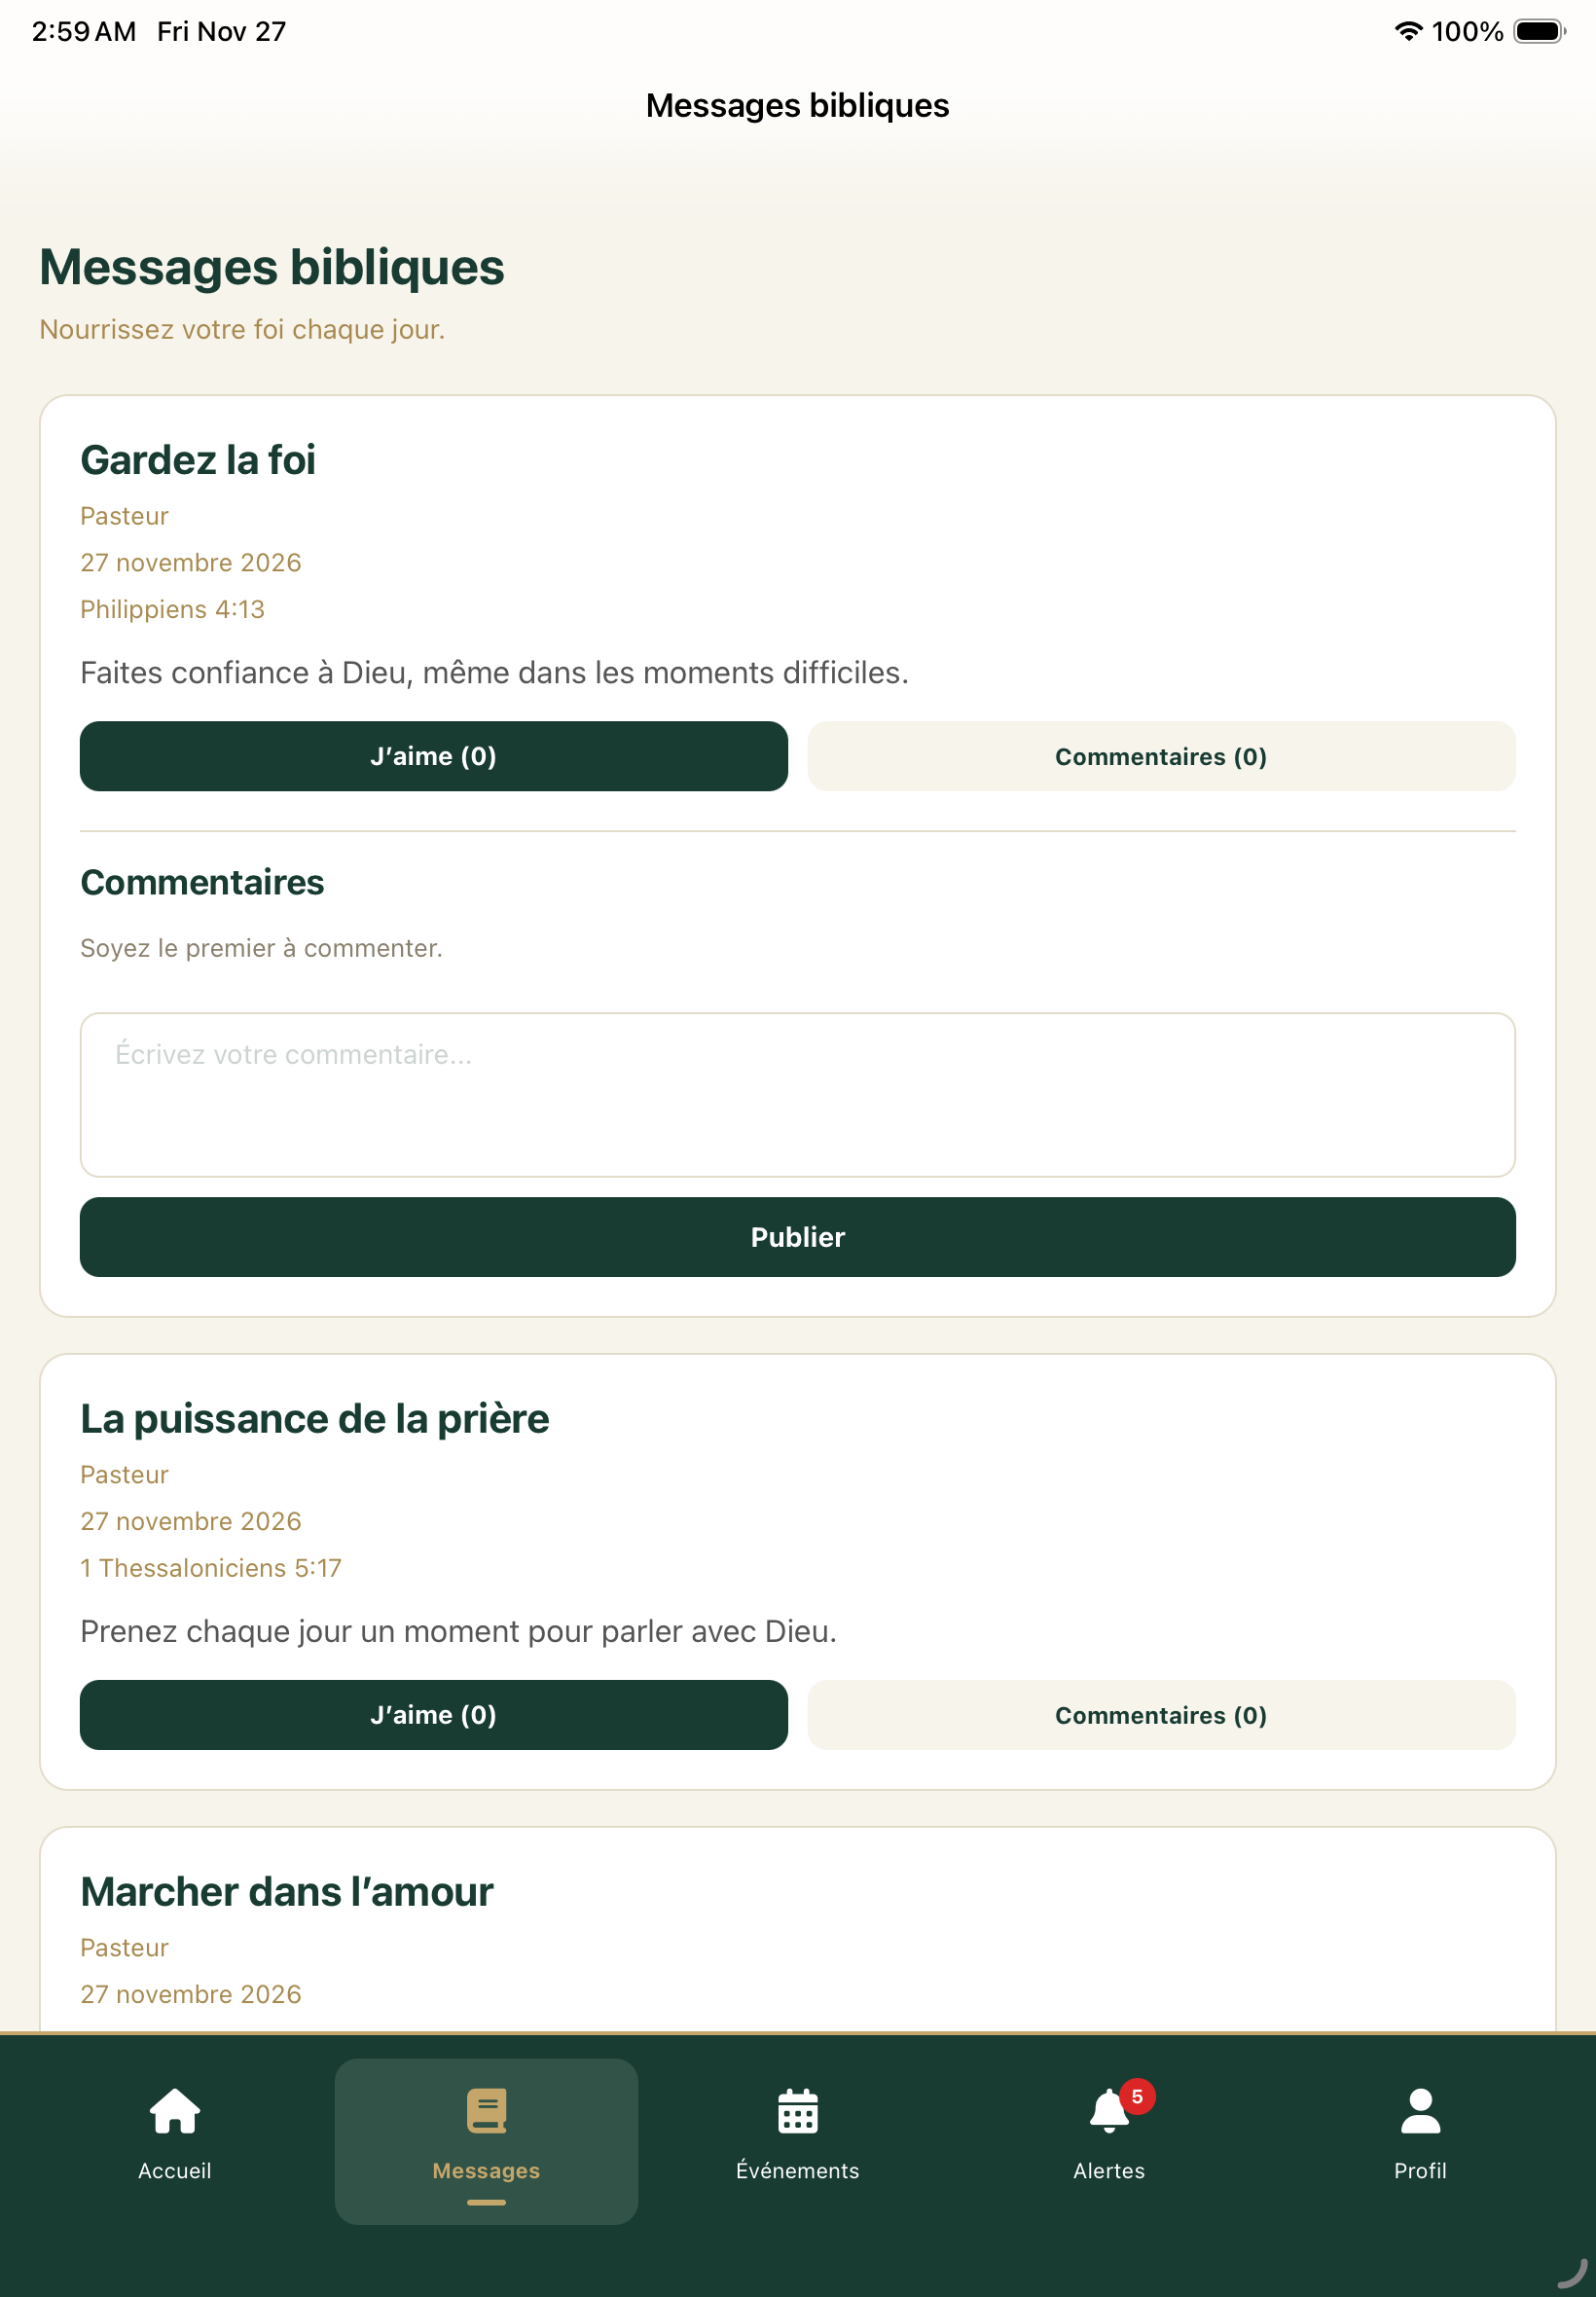 2:59 AM Fri Nov 27 100%
Messages bibliques
Messages bibliques
Nourrissez votre foi chaque jour.
Gardez la foi
Pasteur
27 novembre 2026
Philippiens 4:13
Faites confiance à Dieu, même dans les moments difficiles.
J’aime (0) Commentaires (0)
Commentaires
Soyez le premier à commenter.
Écrivez votre commentaire...
Publier
La puissance de la prière
Pasteur
27 novembre 2026
1 Thessaloniciens 5:17
Prenez chaque jour un moment pour parler avec Dieu.
J’aime (0) Commentaires (0)
Marcher dans l’amour
Pasteur
27 novembre 2026
5
Accueil Messages Événements Alertes Profil